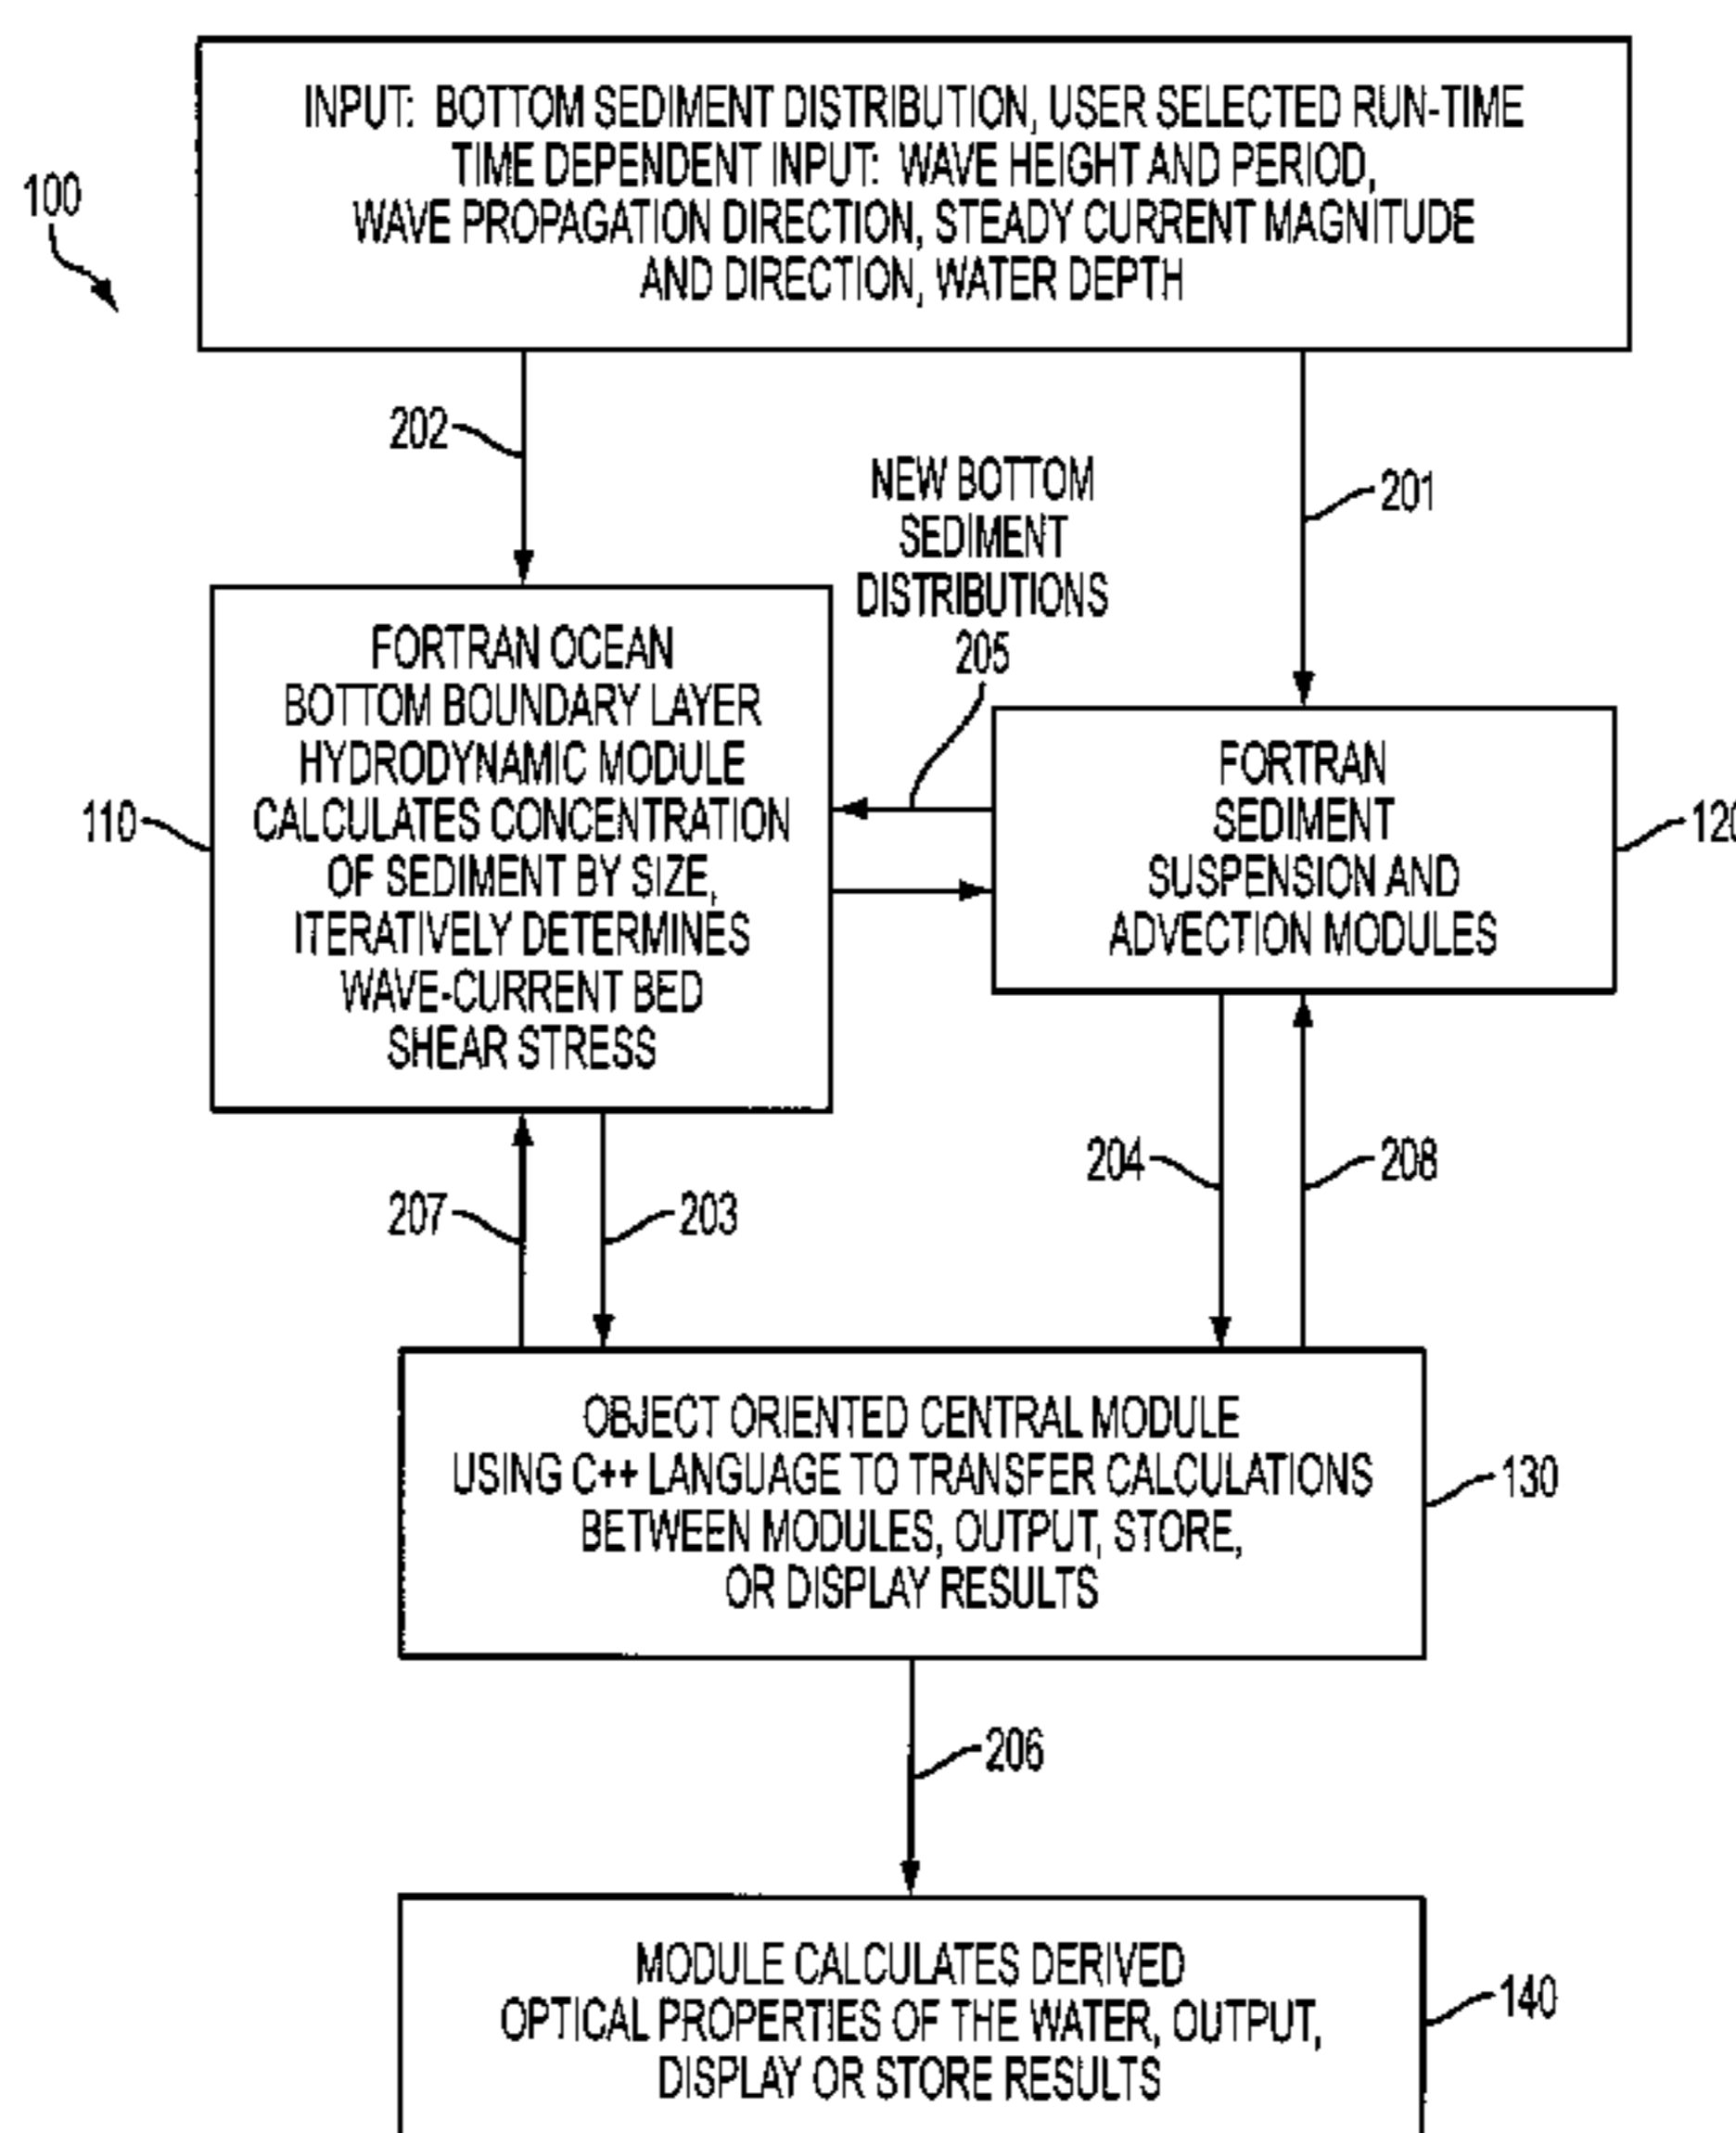 INPUT: BOTTOM SEDIMENT DISTRIBUTION, USER SELECTED RUN-TIME
TIME DEPENDENT INPUT: WAVE HEIGHT AND PERIOD,
WAVE PROPAGATION DIRECTION, STEADY CURRENT MAGNITUDE
AND DIRECTION, WATER DEPTH
100
202
201
NEW BOTTOM
SEDIMENT
DISTRIBUTIONS
205
FORTRAN OCEAN
BOTTOM BOUNDARY LAYER
HYDRODYNAMIC MODULE
CALCULATES CONCENTRATION
OF SEDIMENT BY SIZE,
ITERATIVELY DETERMINES
WAVE-CURRENT BED
SHEAR STRESS
110
FORTRAN
SEDIMENT
SUSPENSION AND
ADVECTION MODULES
120
207
203
204
208
OBJECT ORIENTED CENTRAL MODULE
USING C++ LANGUAGE TO TRANSFER CALCULATIONS
BETWEEN MODULES, OUTPUT, STORE,
OR DISPLAY RESULTS
130
206
MODULE CALCULATES DERIVED
OPTICAL PROPERTIES OF THE WATER, OUTPUT,
DISPLAY OR STORE RESULTS
140